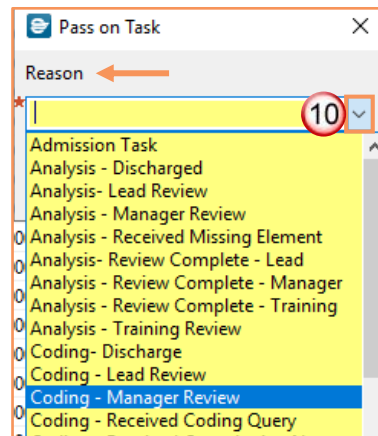 Pass on Task
Reason
*
10
Admission Task
Analysis - Discharged
Analysis- Lead Review
Analysis - Manager Review
Analysis - Received Missing Element
Analysis- Review Complete - Lead
Analysis - Review Complete - Manager
Analysis - Review Complete - Training
Analysis - Training Review
Coding- Discharge
Coding - Lead Review
Coding - Manager Review
Coding - Received Coding Query